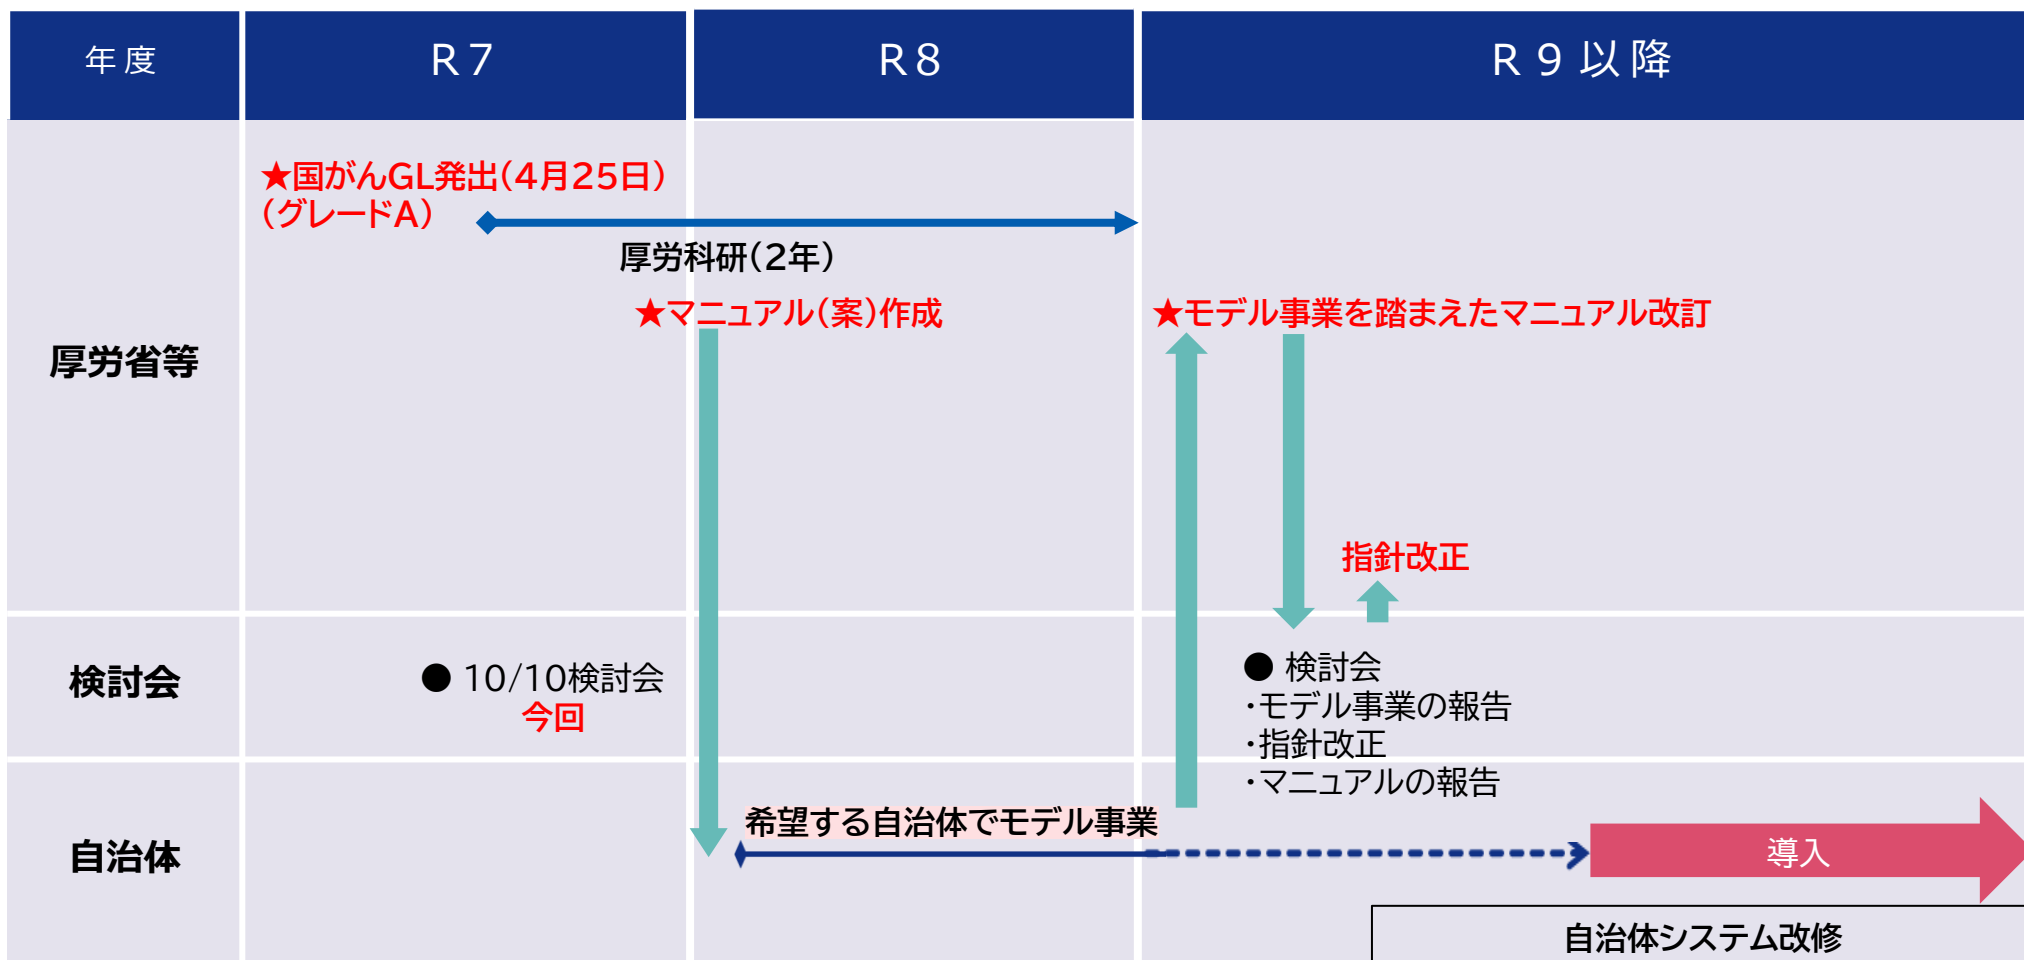 年度
R7
R8
R９以降
★国がんGL発出(4月25日)
(グレードA)
厚労科研(2年)
★マニュアル(案)作成
★モデル事業を踏まえたマニュアル改訂
厚労省等
指針改正
検討会
● 10/10検討会
今回
● 検討会
・モデル事業の報告
・指針改正
・マニュアルの報告
自治体
希望する自治体でモデル事業
導入
自治体システム改修